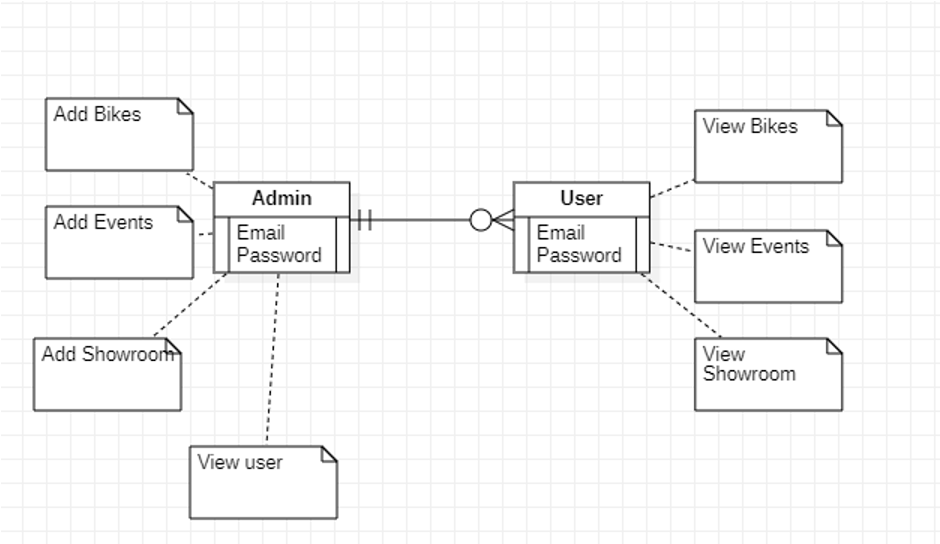 Add Bikes
Add Events
Add Showroom
View user
Admin
Email
Password
User
Email
Password
View Bikes
View Events
View
Showroom